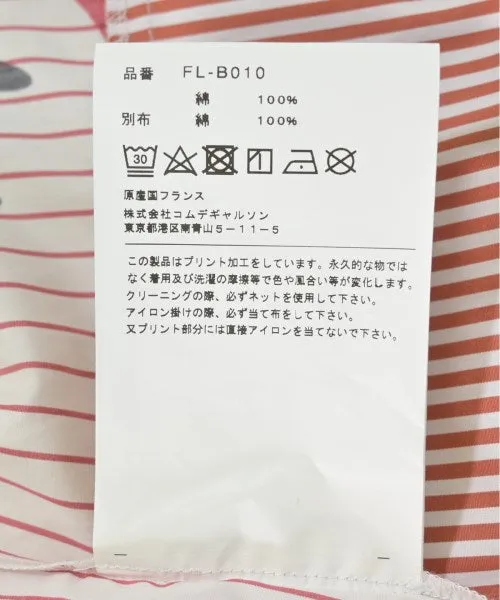 品番 FL-B010
綿 100%
別布 綿 100%
30
原産国フランス
株式会社コムデギャルソン
東京都港区南青山5-11-5
この製品はプリント加工をしています。永久的な物では
なく着用及び洗濯の摩擦等で色や風合い等が変化します。
クリーニングの際、必ずネットを使用して下さい。
アイロン掛けの際、必ず当て布をして下さい。
又プリント部分には直接アイロンを当てないで下さい。